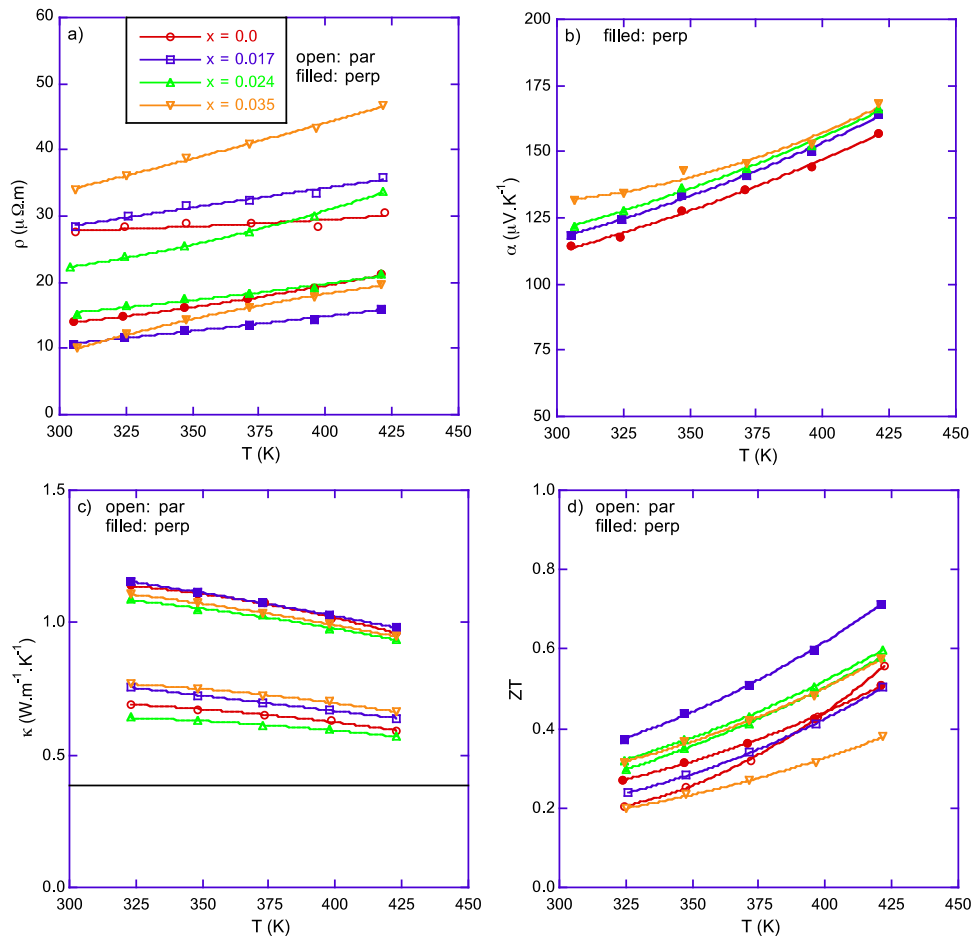 a)
x = 0.0
x = 0.017
x = 0.024
x = 0.035
open: par
filled: perp
60
50
40
30
20
10
0
ρ (μ Ω.m)
300 325 350 375 400 425 450
T (K)
b) filled: perp
200
175
150
125
100
75
50
α (μV.K⁻¹)
300 325 350 375 400 425 450
T (K)
c) open: par
filled: perp
1.5
1.0
0.5
0.0
κ (W.m⁻¹.K⁻¹)
300 325 350 375 400 425 450
T (K)
d) open: par
filled: perp
1.0
0.8
0.6
0.4
0.2
0.0
ZT
300 325 350 375 400 425 450
T (K)